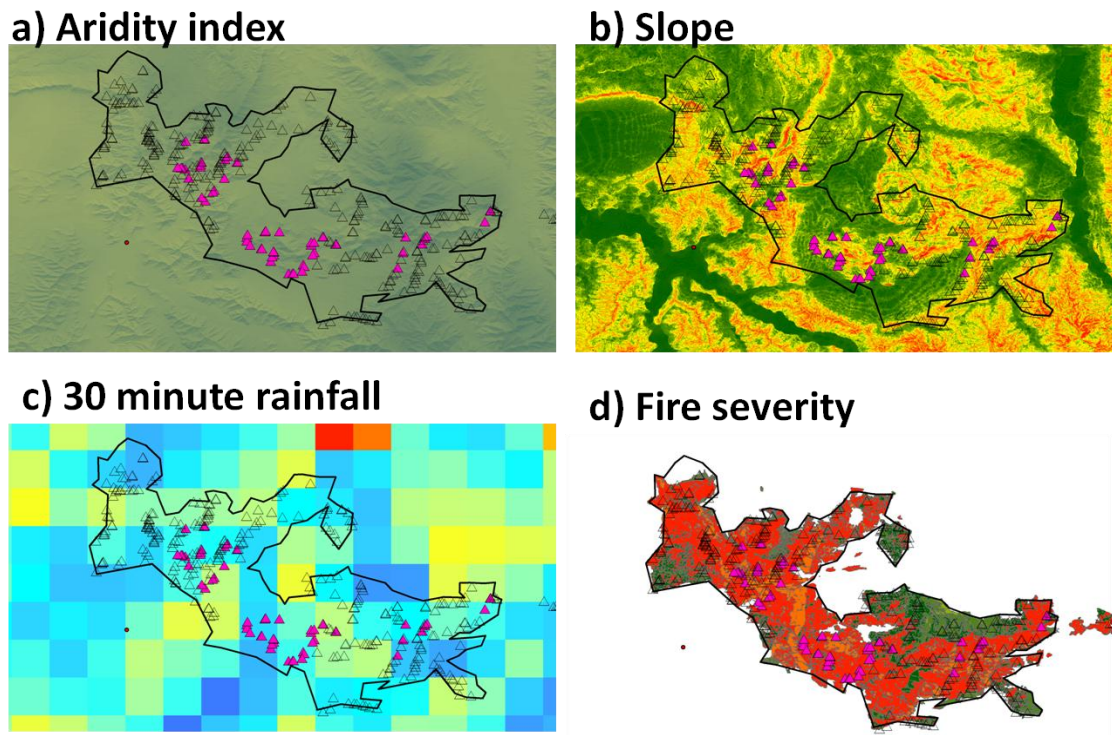 a) Aridity index
b) Slope
c) 30 minute rainfall
d) Fire severity